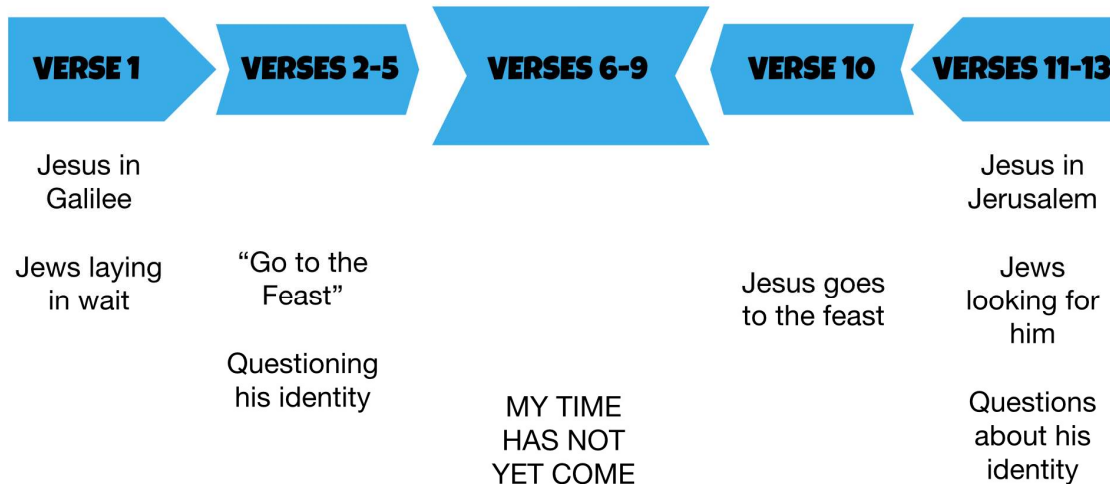 VERSE 1
VERSES 2-5
VERSES 6-9
VERSE 10
VERSES 11-13
Jesus in
Galilee
Jews laying
in wait
“Go to the
Feast”
Questioning
his identity
MY TIME
HAS NOT
YET COME
Jesus goes
to the feast
Jesus in
Jerusalem
Jews
looking for
him
Questions
about his
identity